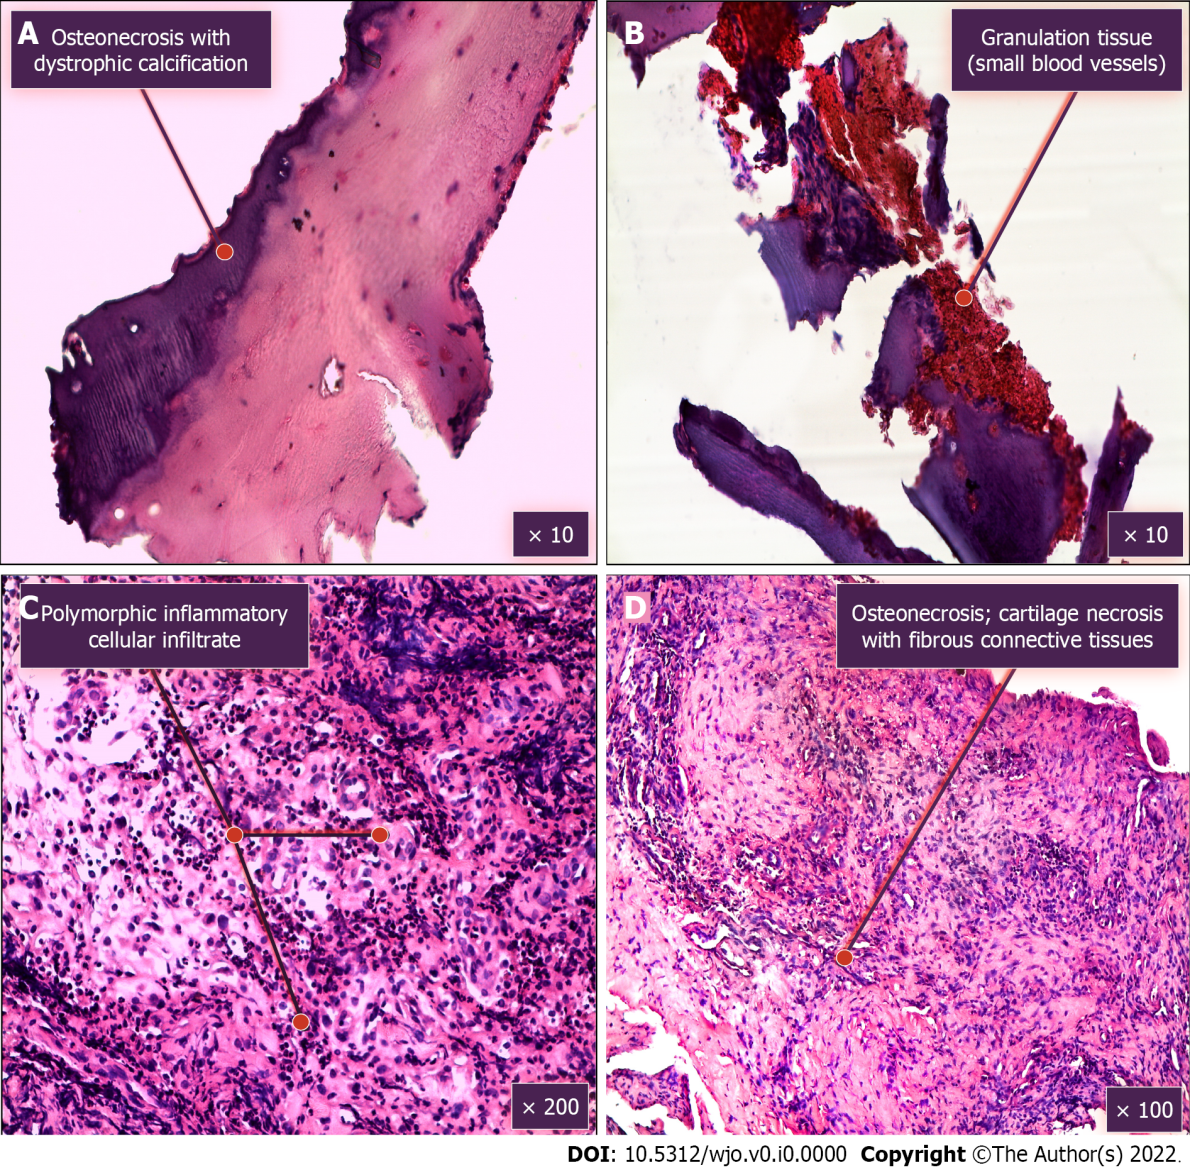 A
Osteonecrosis with
dystrophic calcification
× 10
B
Granulation tissue
(small blood vessels)
× 10
C
Polymorphic inflammatory
cellular infiltrate
× 200
D
Osteonecrosis; cartilage necrosis
with fibrous connective tissues
× 100
DOI: 10.5312/wjo.v0.i0.0000 Copyright ©The Author(s) 2022.